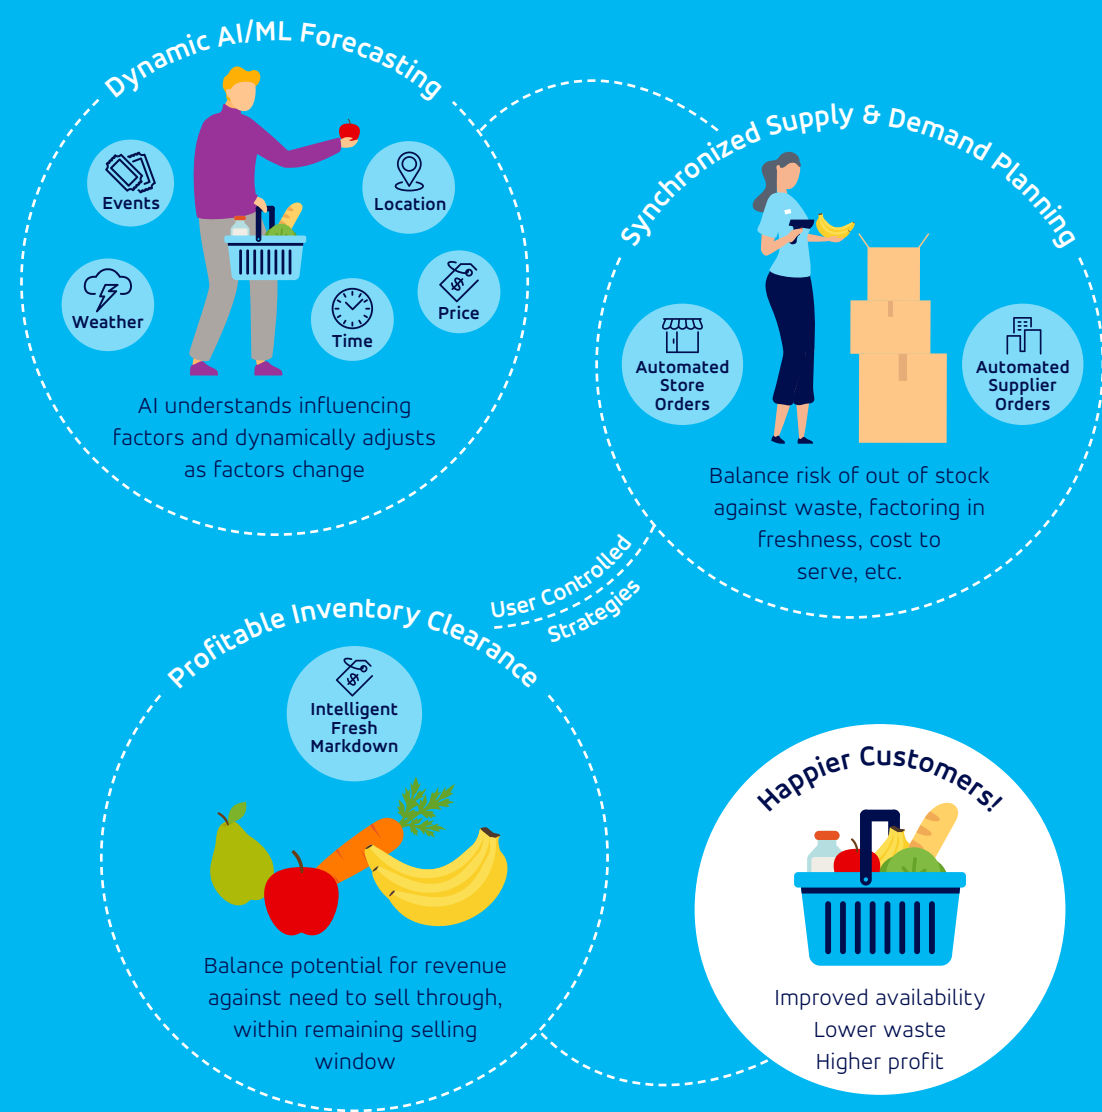 Dynamic AI/ML Forecasting
Events
Location
Weather
Time
Price
AI understands influencing
factors and dynamically adjusts
as factors change
Synchronized Supply & Demand Planning
Automated
Store
Orders
Automated
Supplier
Orders
Balance risk of out of stock
against waste, factoring in
freshness, cost to
serve, etc.
User Controlled
Strategies
Profitable Inventory Clearance
Intelligent
Fresh
Markdown
Balance potential for revenue
against need to sell through,
within remaining selling
window
Happier Customers!
Improved availability
Lower waste
Higher profit